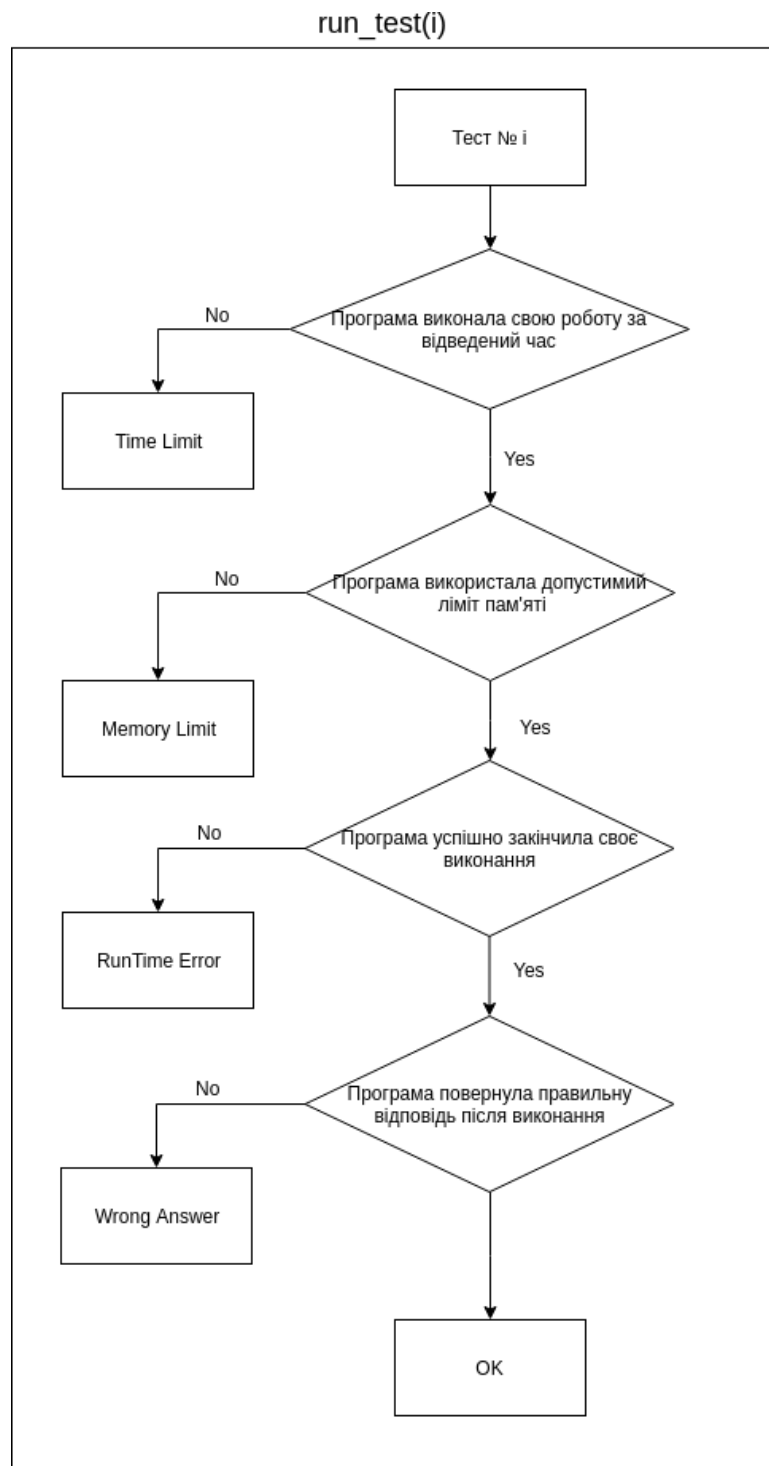 run_test(i)
Тест № i
No
Програма виконала свою роботу за
відведений час
Time Limit
Yes
No
Програма використала допустимий
ліміт пам'яті
Memory Limit
Yes
No
Програма успішно закінчила своє
виконання
RunTime Error
Yes
No
Програма повернула правильну
відповідь після виконання
Wrong Answer
OK